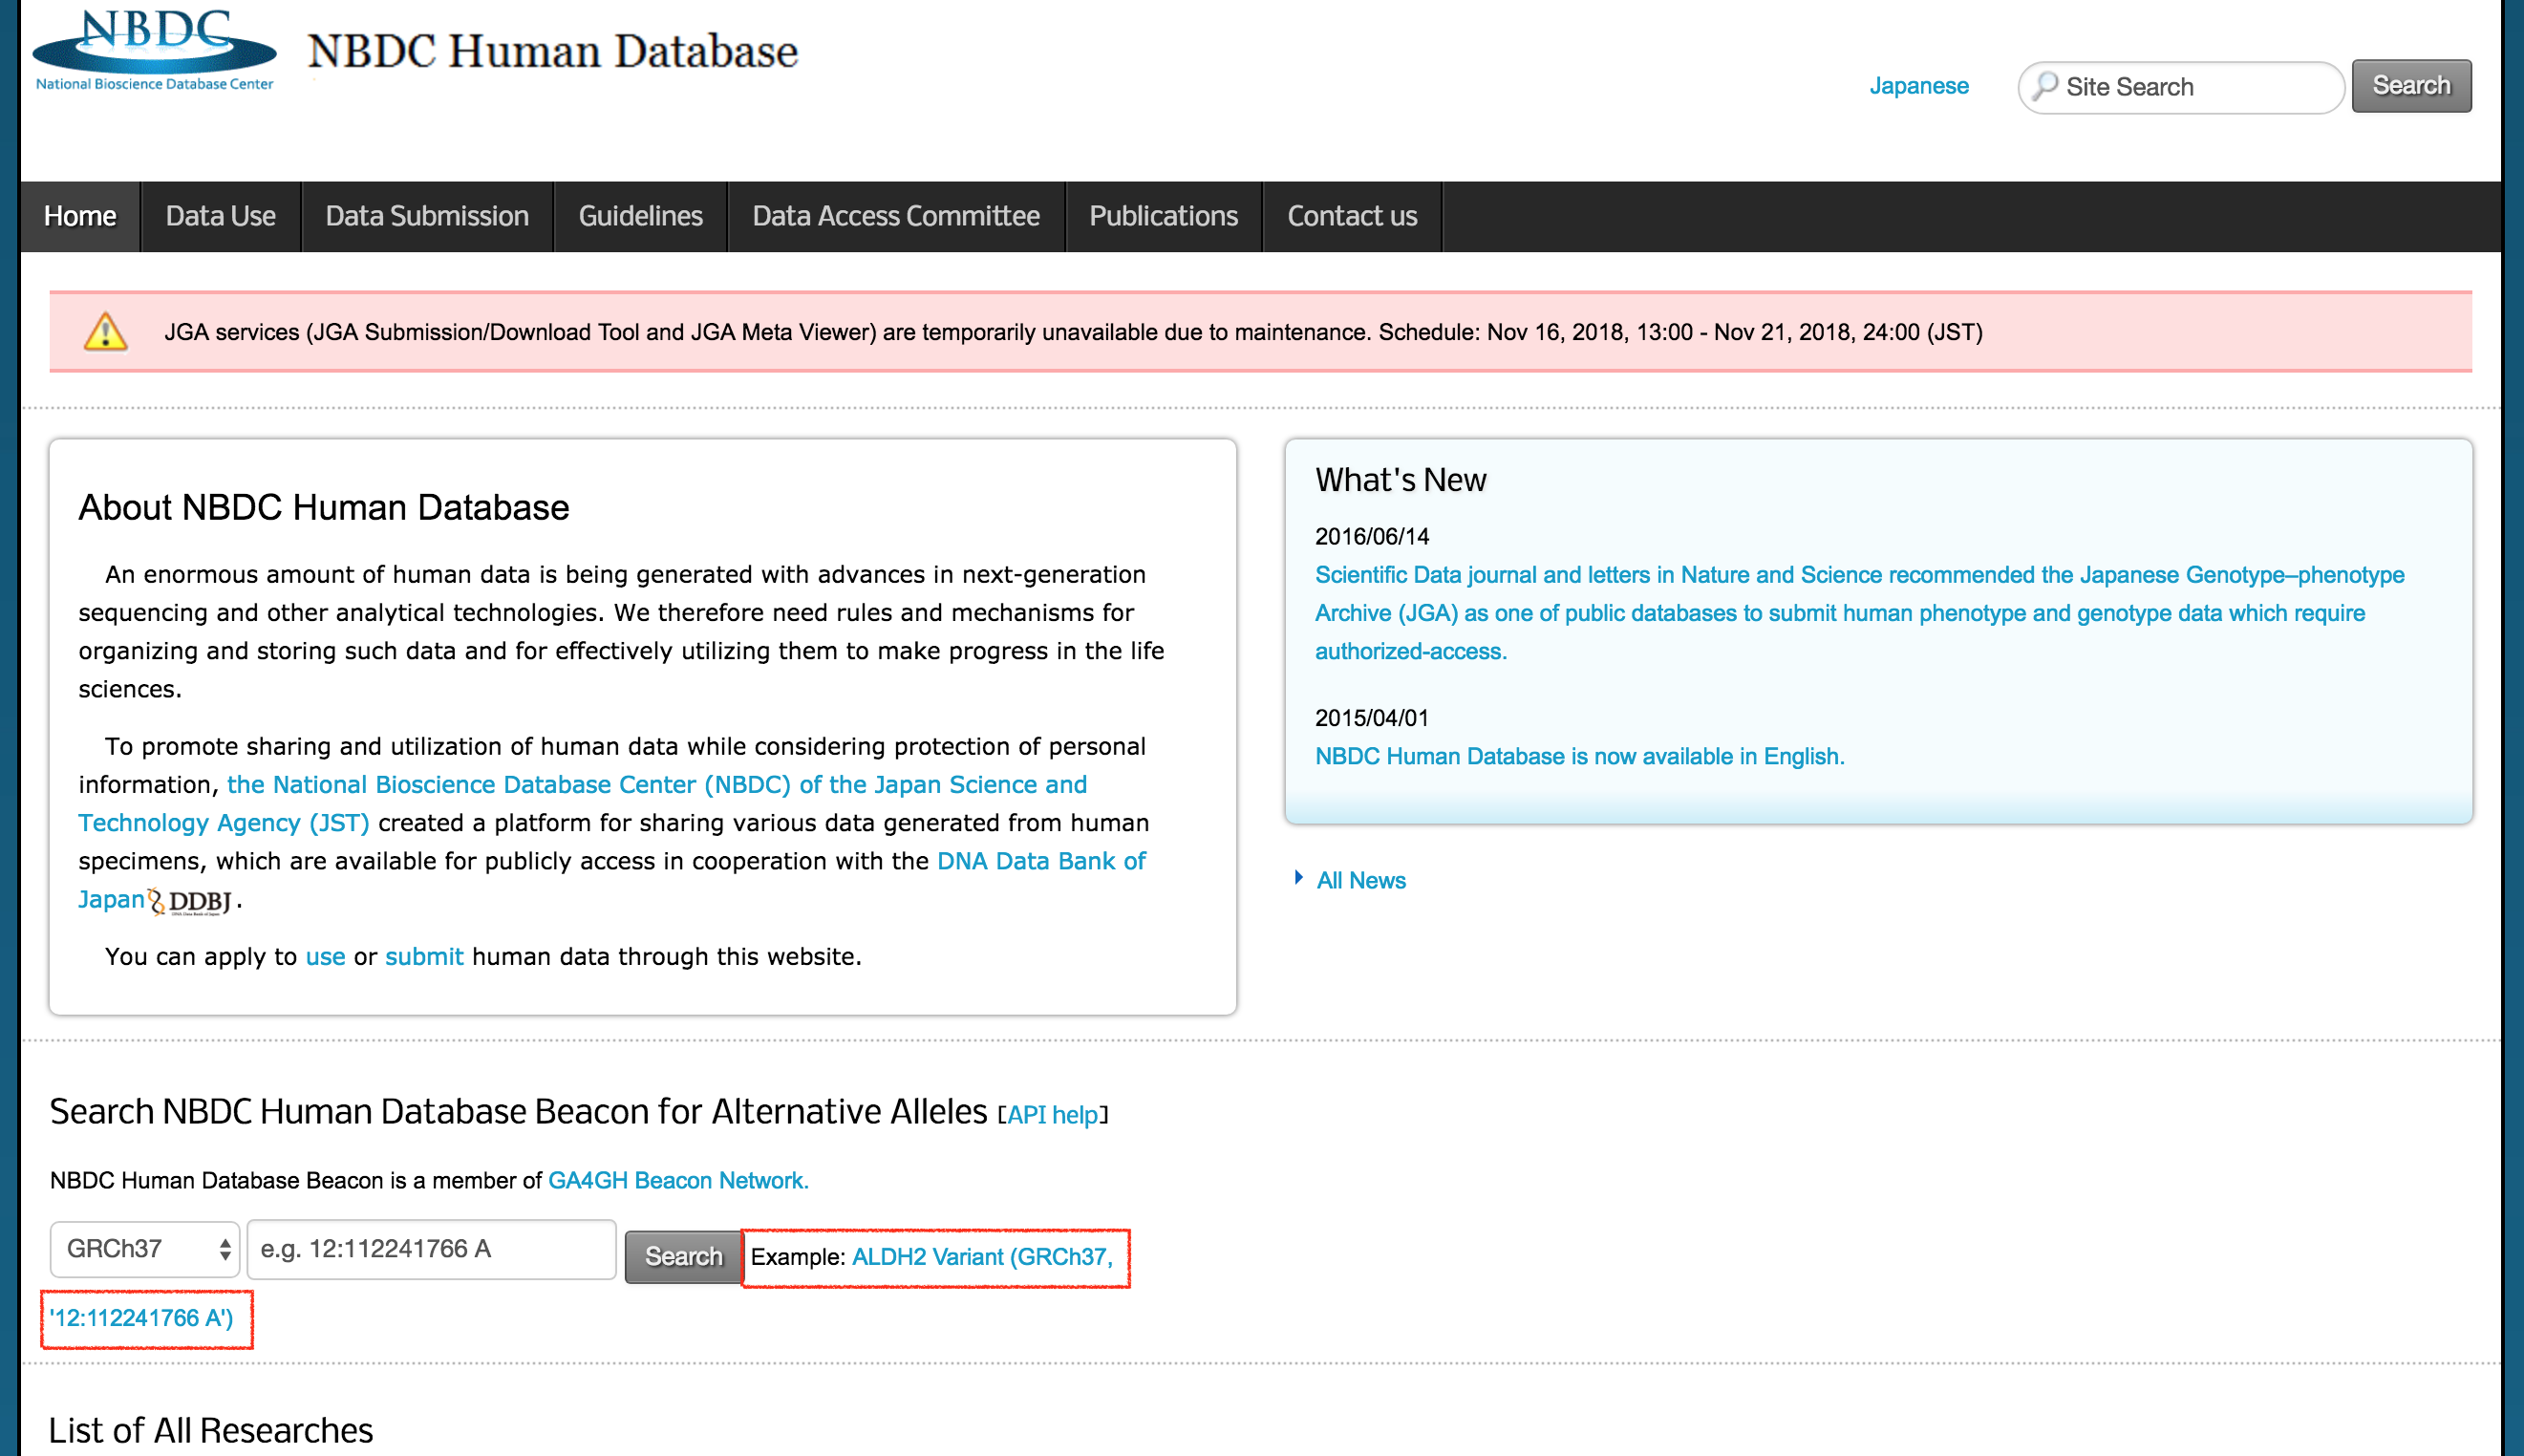 NBDC
National Bioscience Database Center
NBDC Human Database
Japanese
Site Search
Search
Home
Data Use
Data Submission
Guidelines
Data Access Committee
Publications
Contact us
JGA services (JGA Submission/Download Tool and JGA Meta Viewer) are temporarily unavailable due to maintenance. Schedule: Nov 16, 2018, 13:00 - Nov 21, 2018, 24:00 (JST)
About NBDC Human Database
An enormous amount of human data is being generated with advances in next-generation
sequencing and other analytical technologies. We therefore need rules and mechanisms for
organizing and storing such data and for effectively utilizing them to make progress in the life
sciences.
To promote sharing and utilization of human data while considering protection of personal
information, the National Bioscience Database Center (NBDC) of the Japan Science and
Technology Agency (JST) created a platform for sharing various data generated from human
specimens, which are available for publicly access in cooperation with the DNA Data Bank of
Japan DDBJ .
You can apply to use or submit human data through this website.
What's New
2016/06/14
Scientific Data journal and letters in Nature and Science recommended the Japanese Genotype–phenotype
Archive (JGA) as one of public databases to submit human phenotype and genotype data which require
authorized-access.
2015/04/01
NBDC Human Database is now available in English.
All News
Search NBDC Human Database Beacon for Alternative Alleles [API help]
NBDC Human Database Beacon is a member of GA4GH Beacon Network.
GRCh37
e.g. 12:112241766 A
Search
Example: ALDH2 Variant (GRCh37,
'12:112241766 A')
List of All Researches